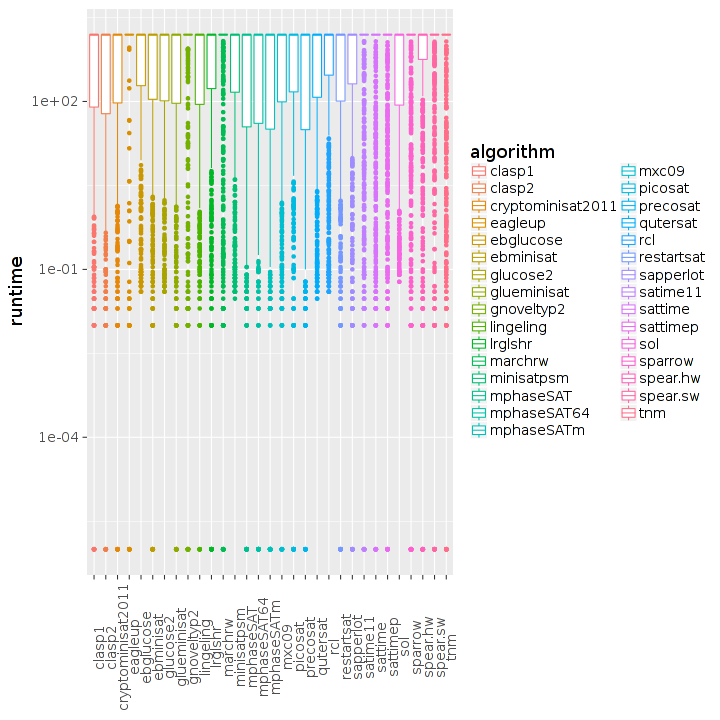 1e+02
1e-01
1e-04
runtime
clasp1
clasp2
cryptominisat2011
eagleup
ebglucose
ebminisat
glucose2
glueminisat
gnoveltyp2
lingeling
lrglshr
marchrw
minisatpsm
mphaseSAT
mphaseSAT64
mphaseSATm
mxc09
picosat
precosat
qutersat
rcl
restartsat
sapperlot
satime11
sattime
sattimep
sol
sparrow
spear.hw
spear.sw
tnm
algorithm
clasp1
clasp2
cryptominisat2011
eagleup
ebglucose
ebminisat
glucose2
glueminisat
gnoveltyp2
lingeling
lrglshr
marchrw
minisatpsm
mphaseSAT
mphaseSAT64
mphaseSATm
mxc09
picosat
precosat
qutersat
rcl
restartsat
sapperlot
satime11
sattime
sattimep
sol
sparrow
spear.hw
spear.sw
tnm